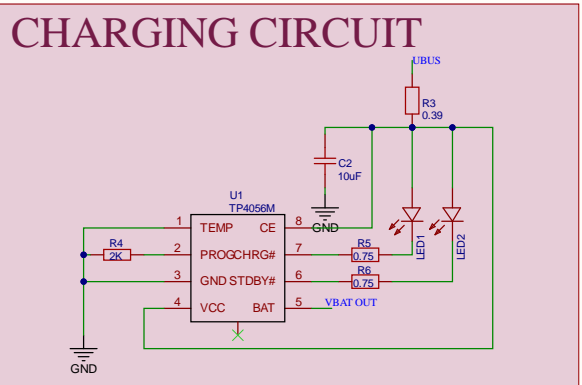 CHARGING CIRCUIT
UBUS
R3
0.39
C2
10uF
GND
U1
TP4056M
1 TEMP CE 8
2 PROG CHRG# 7
3 GND STDBY# 6
4 VCC BAT 5
R4
2K
R5
0.75
R6
0.75
LED1
LED2
VBAT OUT
GND